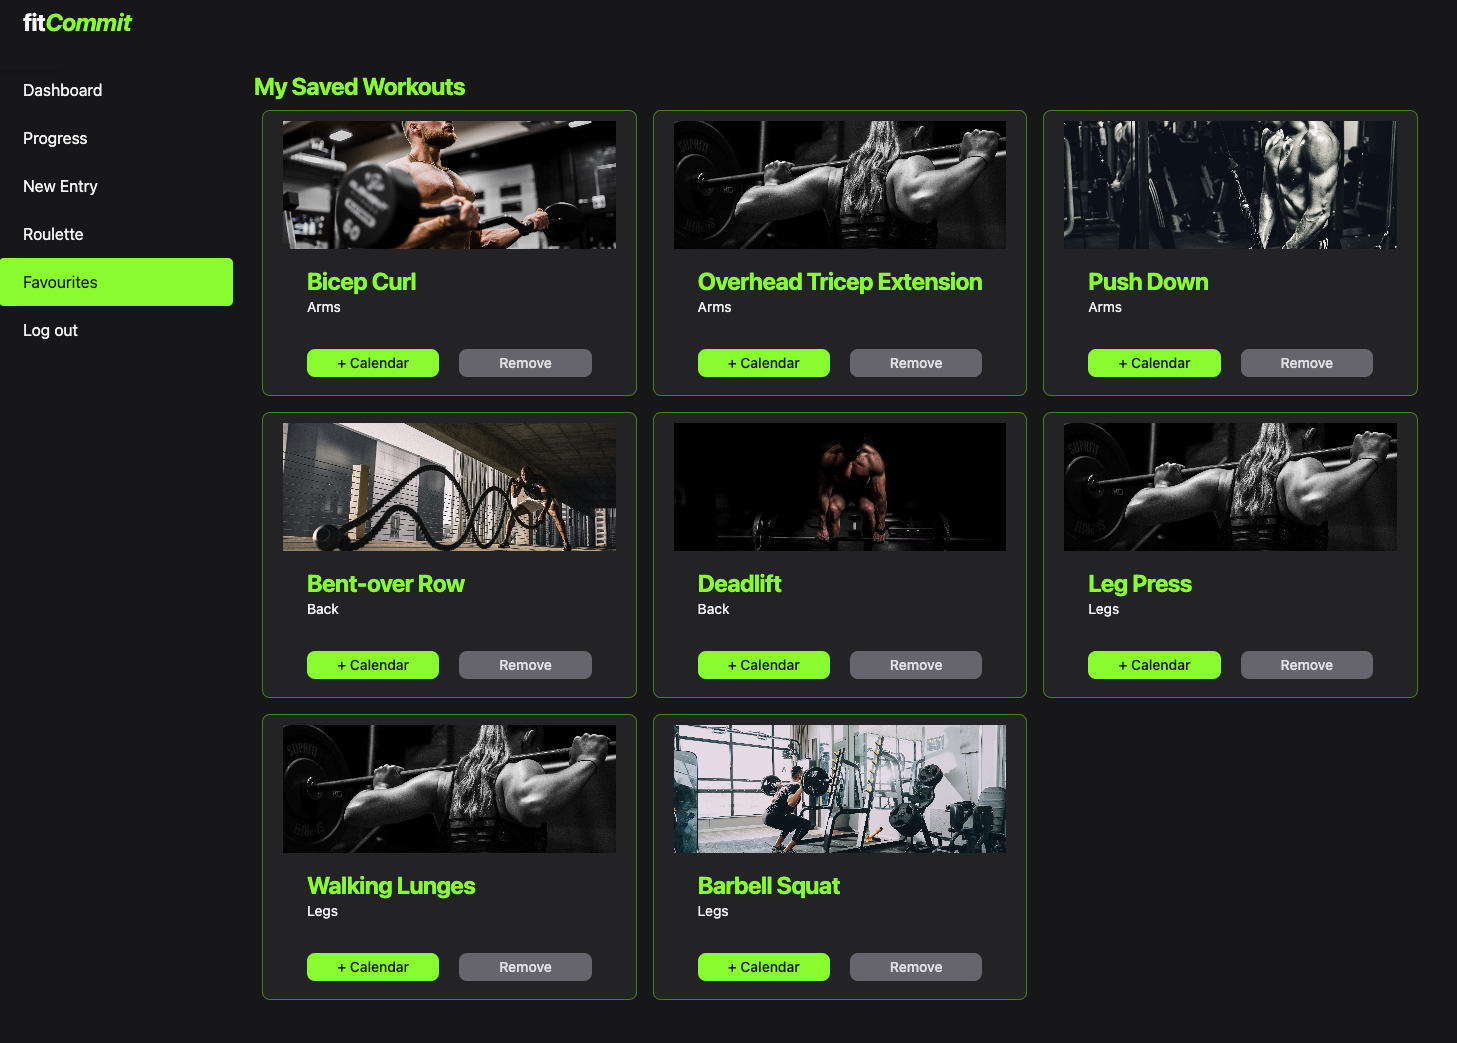 fitCommit
Dashboard
Progress
New Entry
Roulette
Favourites
Log out
My Saved Workouts
Bicep Curl
Arms
+ Calendar Remove
Overhead Tricep Extension
Arms
+ Calendar Remove
Push Down
Arms
+ Calendar Remove
Bent-over Row
Back
+ Calendar Remove
Deadlift
Back
+ Calendar Remove
Leg Press
Legs
+ Calendar Remove
Walking Lunges
Legs
+ Calendar Remove
Barbell Squat
Legs
+ Calendar Remove